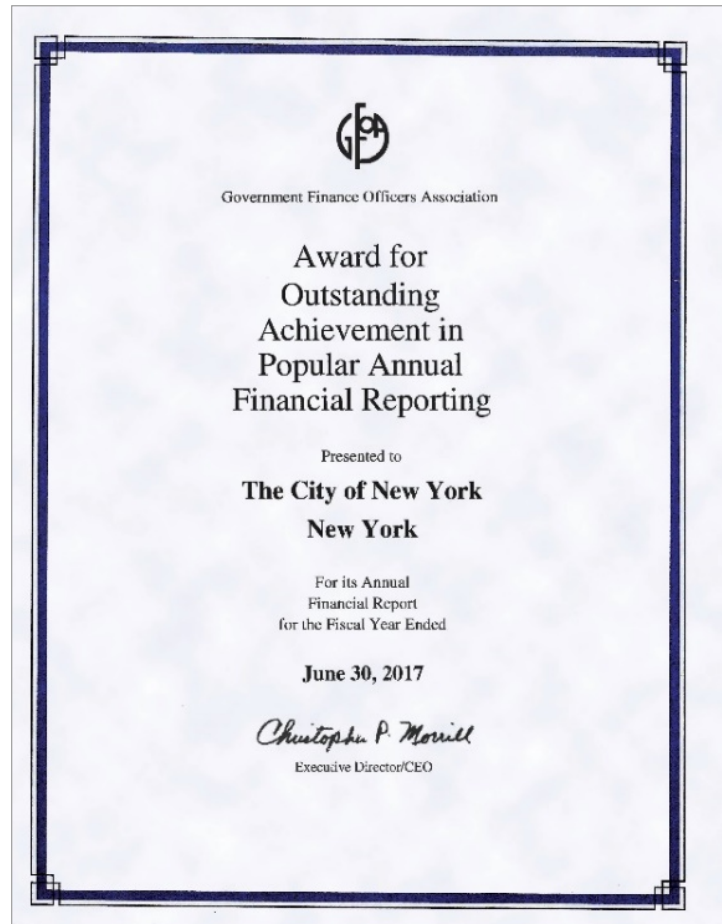 GFOA
Government Finance Officers Association
Award for
Outstanding
Achievement in
Popular Annual
Financial Reporting
Presented to
The City of New York
New York
For its Annual
Financial Report
for the Fiscal Year Ended
June 30, 2017
Christopher P. Morrill
Executive Director/CEO